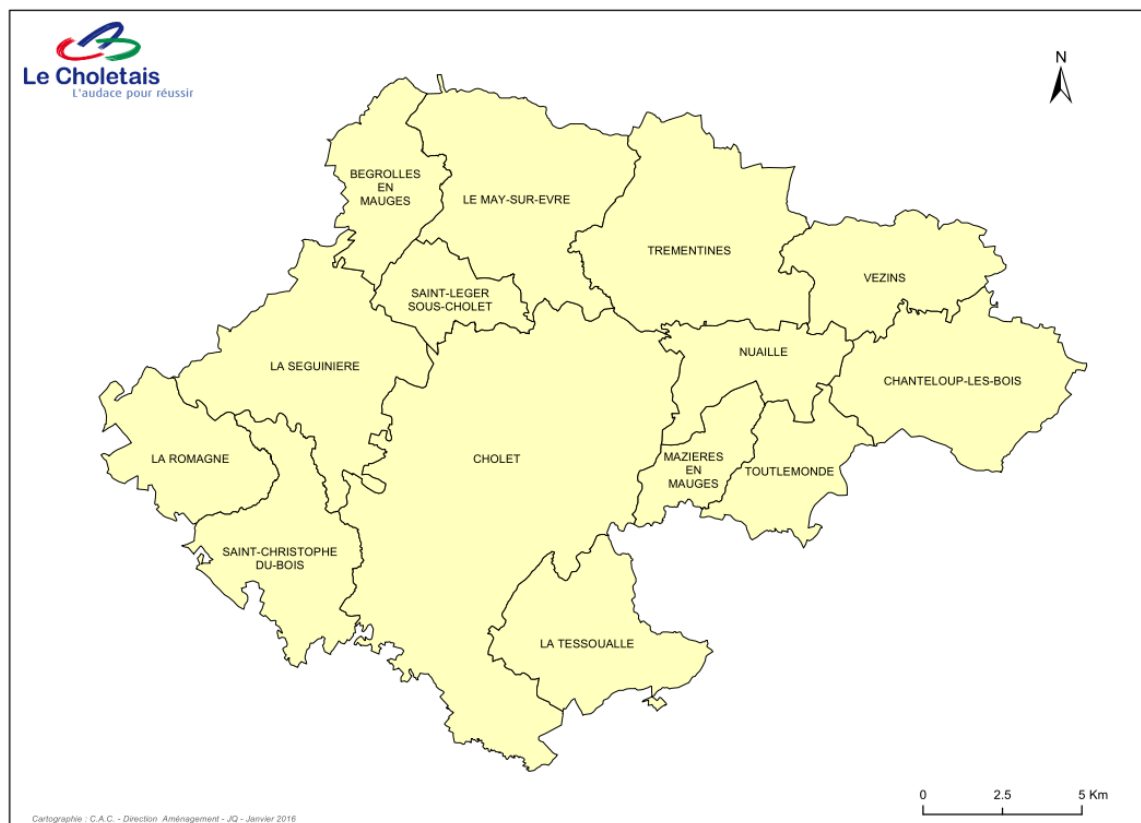 Le Choletais
L'audace pour réussir
N
BEGROLLES
EN
MAUGES
LE MAY-SUR-EVRE
TREMENTINES
VEZINS
SAINT-LEGER
SOUS-CHOLET
NUAILLE
LA SEGUINIERE
CHANTELOUP-LES-BOIS
LA ROMAGNE
CHOLET
MAZIERES
EN
MAUGES
TOUTLEMONDE
SAINT-CHRISTOPHE
DU-BOIS
LA TESSOUALLE
0 2.5 5 Km
Cartographie : C.A.C. - Direction Aménagement - JQ - Janvier 2016